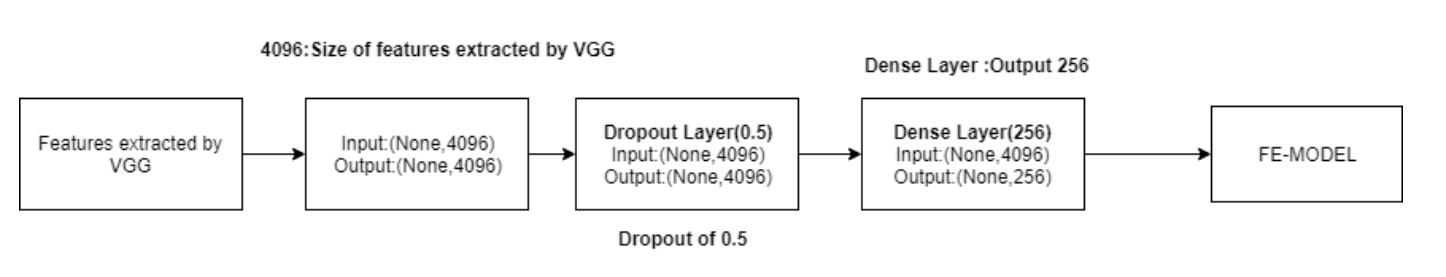 4096:Size of features extracted by VGG
Dense Layer :Output 256
Features extracted by
VGG
Input:(None,4096)
Output:(None,4096)
Dropout Layer(0.5)
Input:(None,4096)
Output:(None,4096)
Dense Layer(256)
Input:(None,4096)
Output:(None,256)
FE-MODEL
Dropout of 0.5